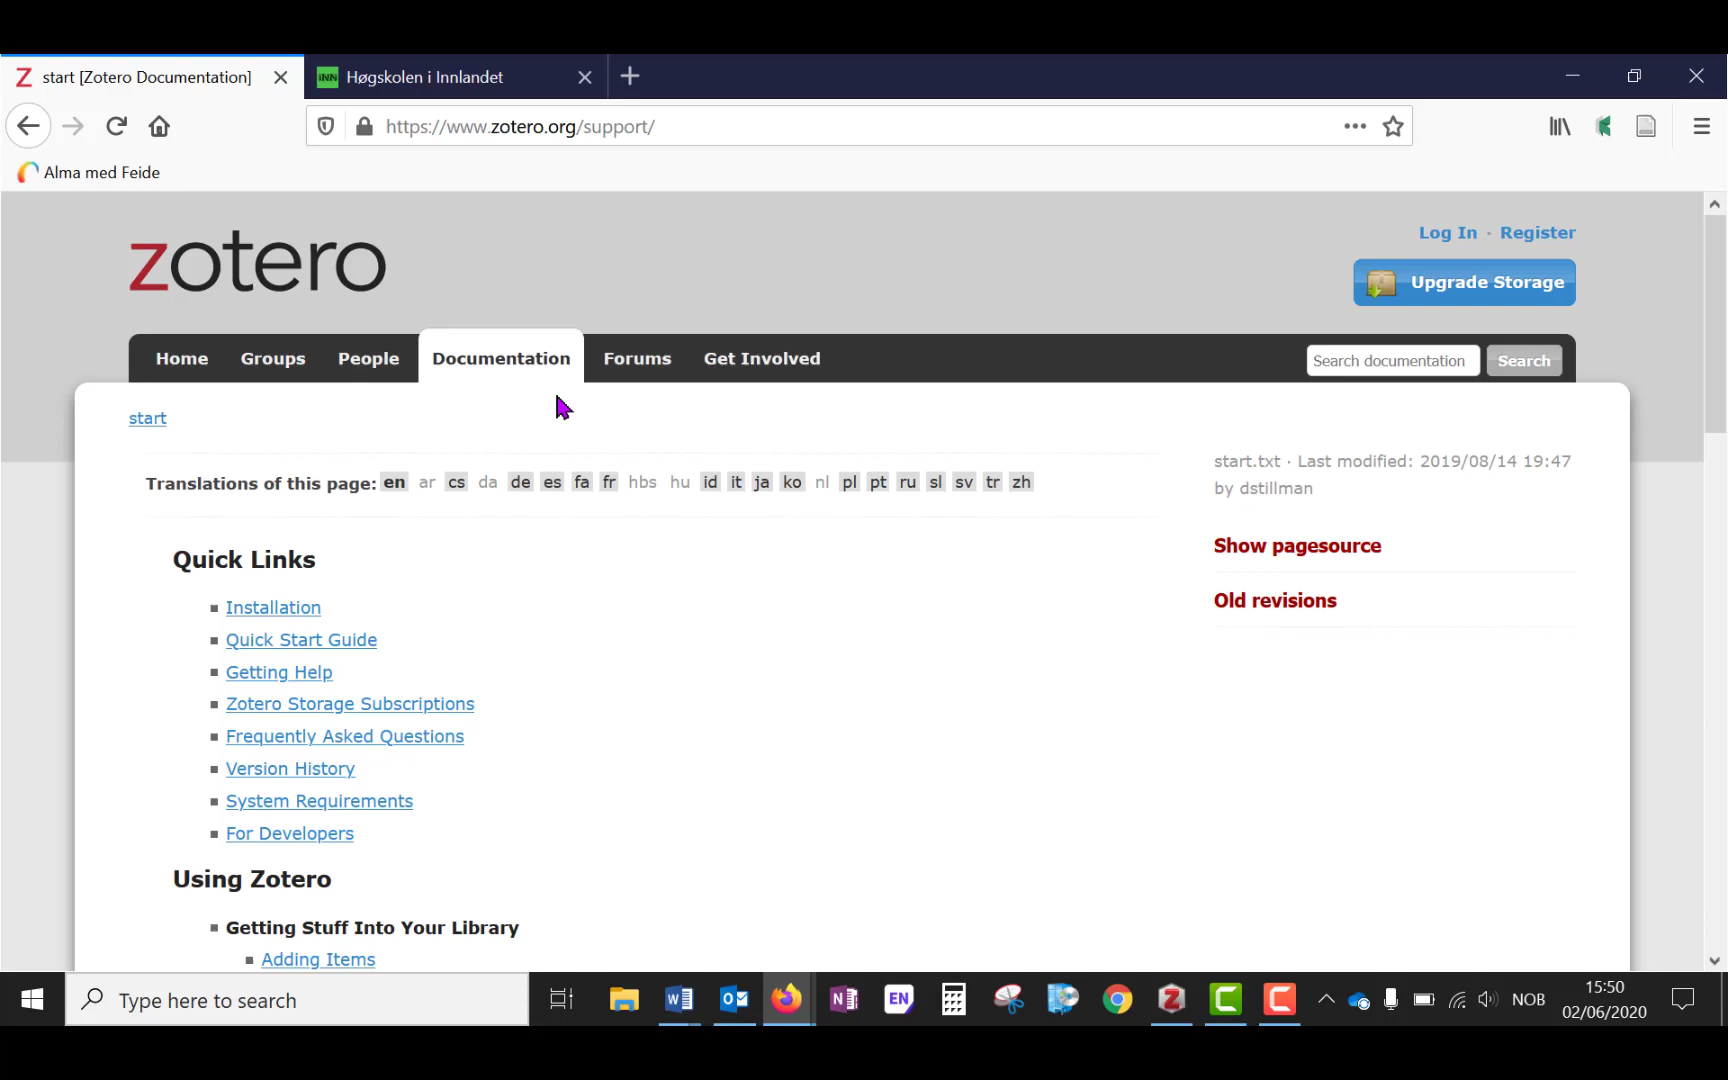 start [Zotero Documentation]
INN Høgskolen i Innlandet
https://www.zotero.org/support/
Alma med Feide
zotero
Log In · Register
Upgrade Storage
Home Groups People Documentation Forums Get Involved
Search documentation Search
start
Translations of this page: en ar cs da de es fa fr hbs hu id it ja ko nl pl pt ru sl sv tr zh
start.txt · Last modified: 2019/08/14 19:47
by dstillman
Show pagesource
Old revisions
Quick Links
Installation
Quick Start Guide
Getting Help
Zotero Storage Subscriptions
Frequently Asked Questions
Version History
System Requirements
For Developers
Using Zotero
Getting Stuff Into Your Library
Adding Items
Type here to search
EN
NOB
15:50
02/06/2020